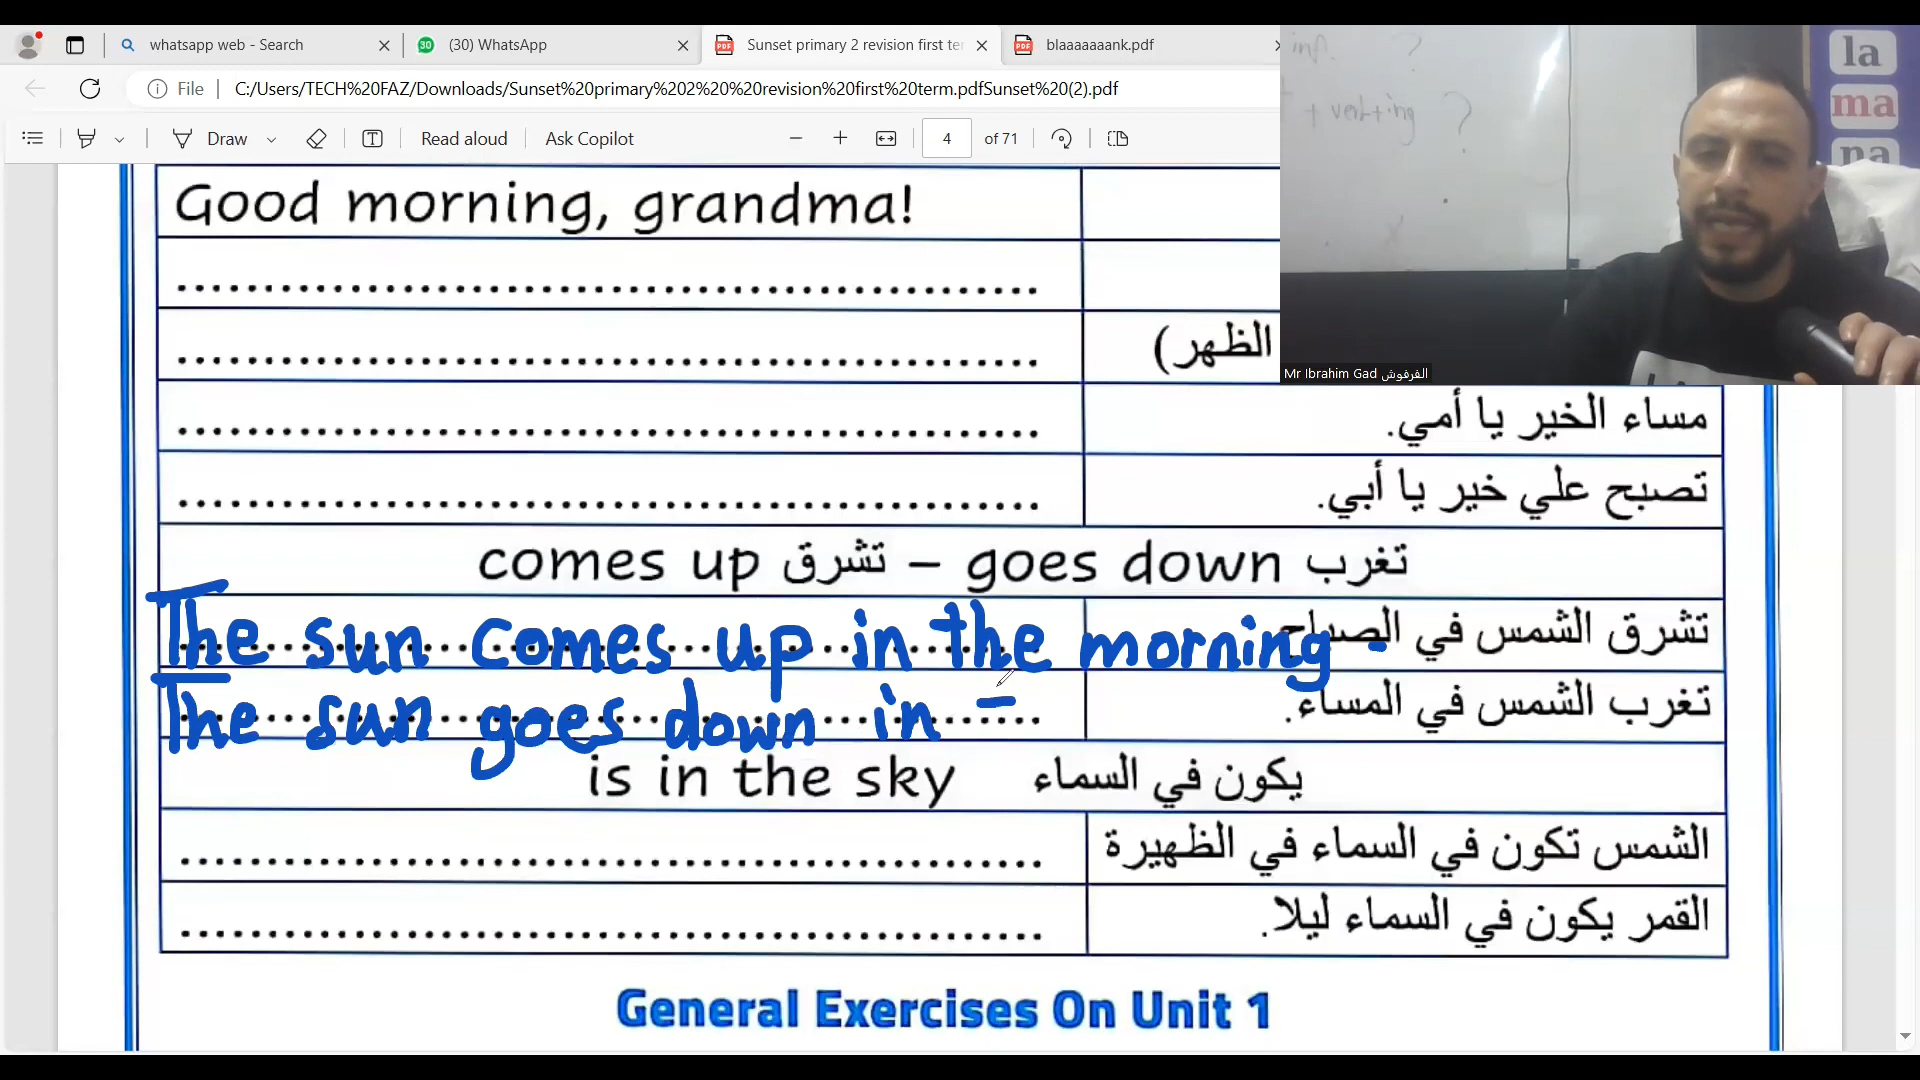 whatsapp web - Search
(30) WhatsApp
Sunset primary 2 revision first te
blaaaaaaank.pdf
File C:/Users/TECH%20FAZ/Downloads/Sunset%20primary%202%20%20revision%20first%20term.pdfSunset%20(2).pdf
Draw Read aloud Ask Copilot 4 of 71
la
ma
na
? + verb+ing
Mr Ibrahim Gad الفرفوش
Good morning, grandma!
الظهر)
مساء الخير يا أمي.
تصبح علي خير يا أبي.
comes up تشرق – goes down تغرب
The sun comes up in the morning. تشرق الشمس في الصباح
The sun goes down in تغرب الشمس في المساء.
is in the sky يكون في السماء
الشمس تكون في السماء في الظهيرة
القمر يكون في السماء ليلا.
General Exercises On Unit 1